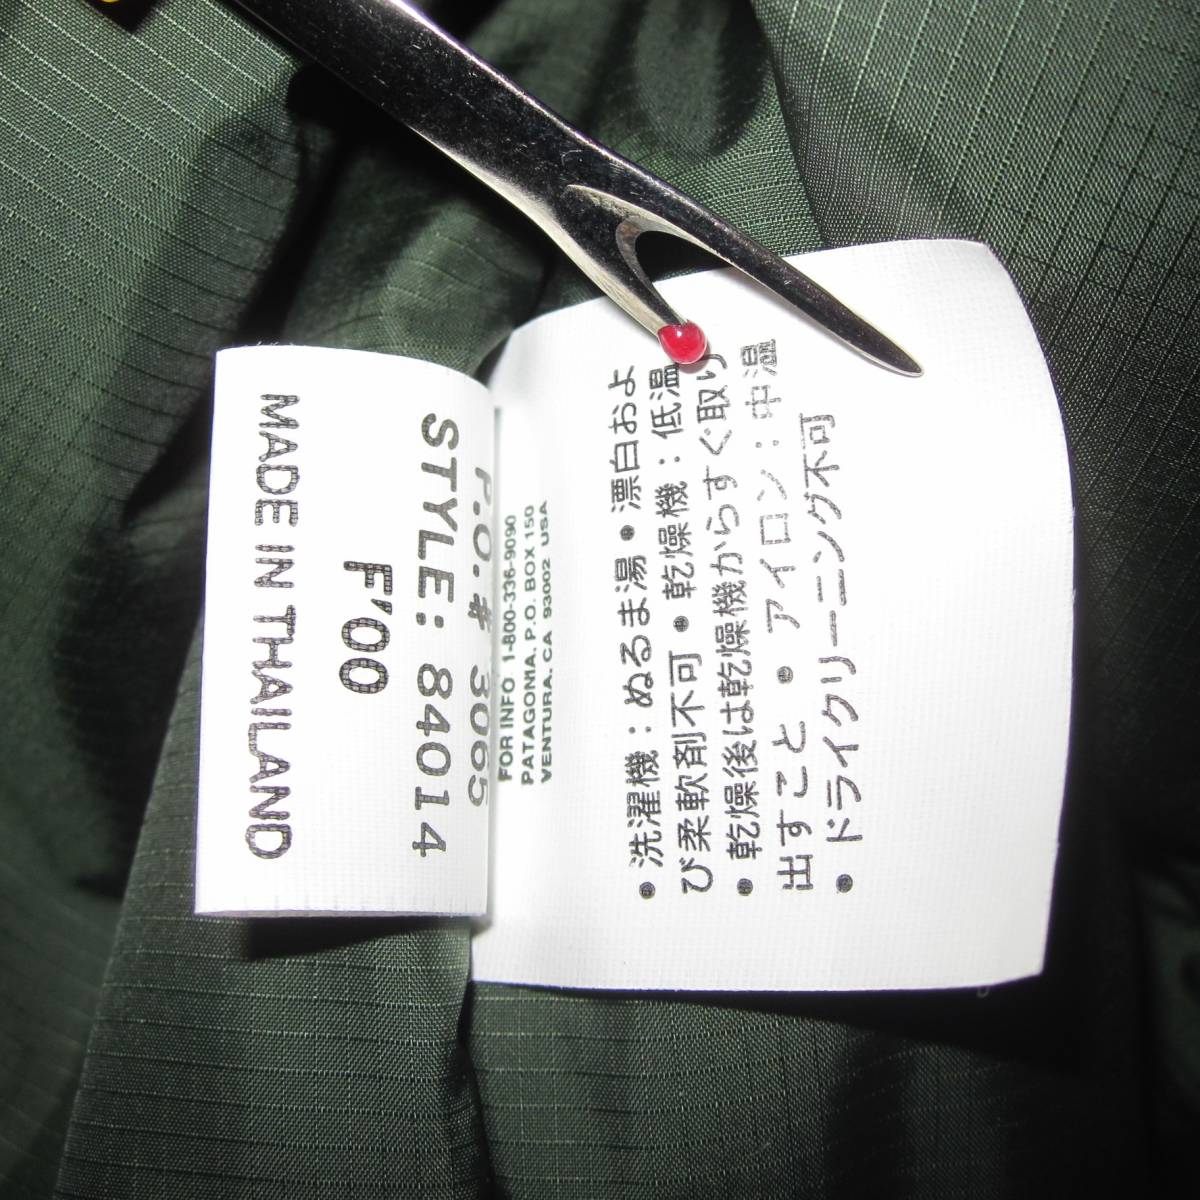 MADE IN THAILAND
F'00
STYLE: 84014
P.O.# 3065
FOR INFO 1-800-336-9090
PATAGONIA, P.O. BOX 150
VENTURA, CA 93002 USA
• 洗濯機：ぬるま湯 • 漂白およ
び柔軟剤不可 • 乾燥機：低温
• 乾燥後は乾燥機からすぐ取り
出すこと • アイロン：中温
• ドライクリーニング不可